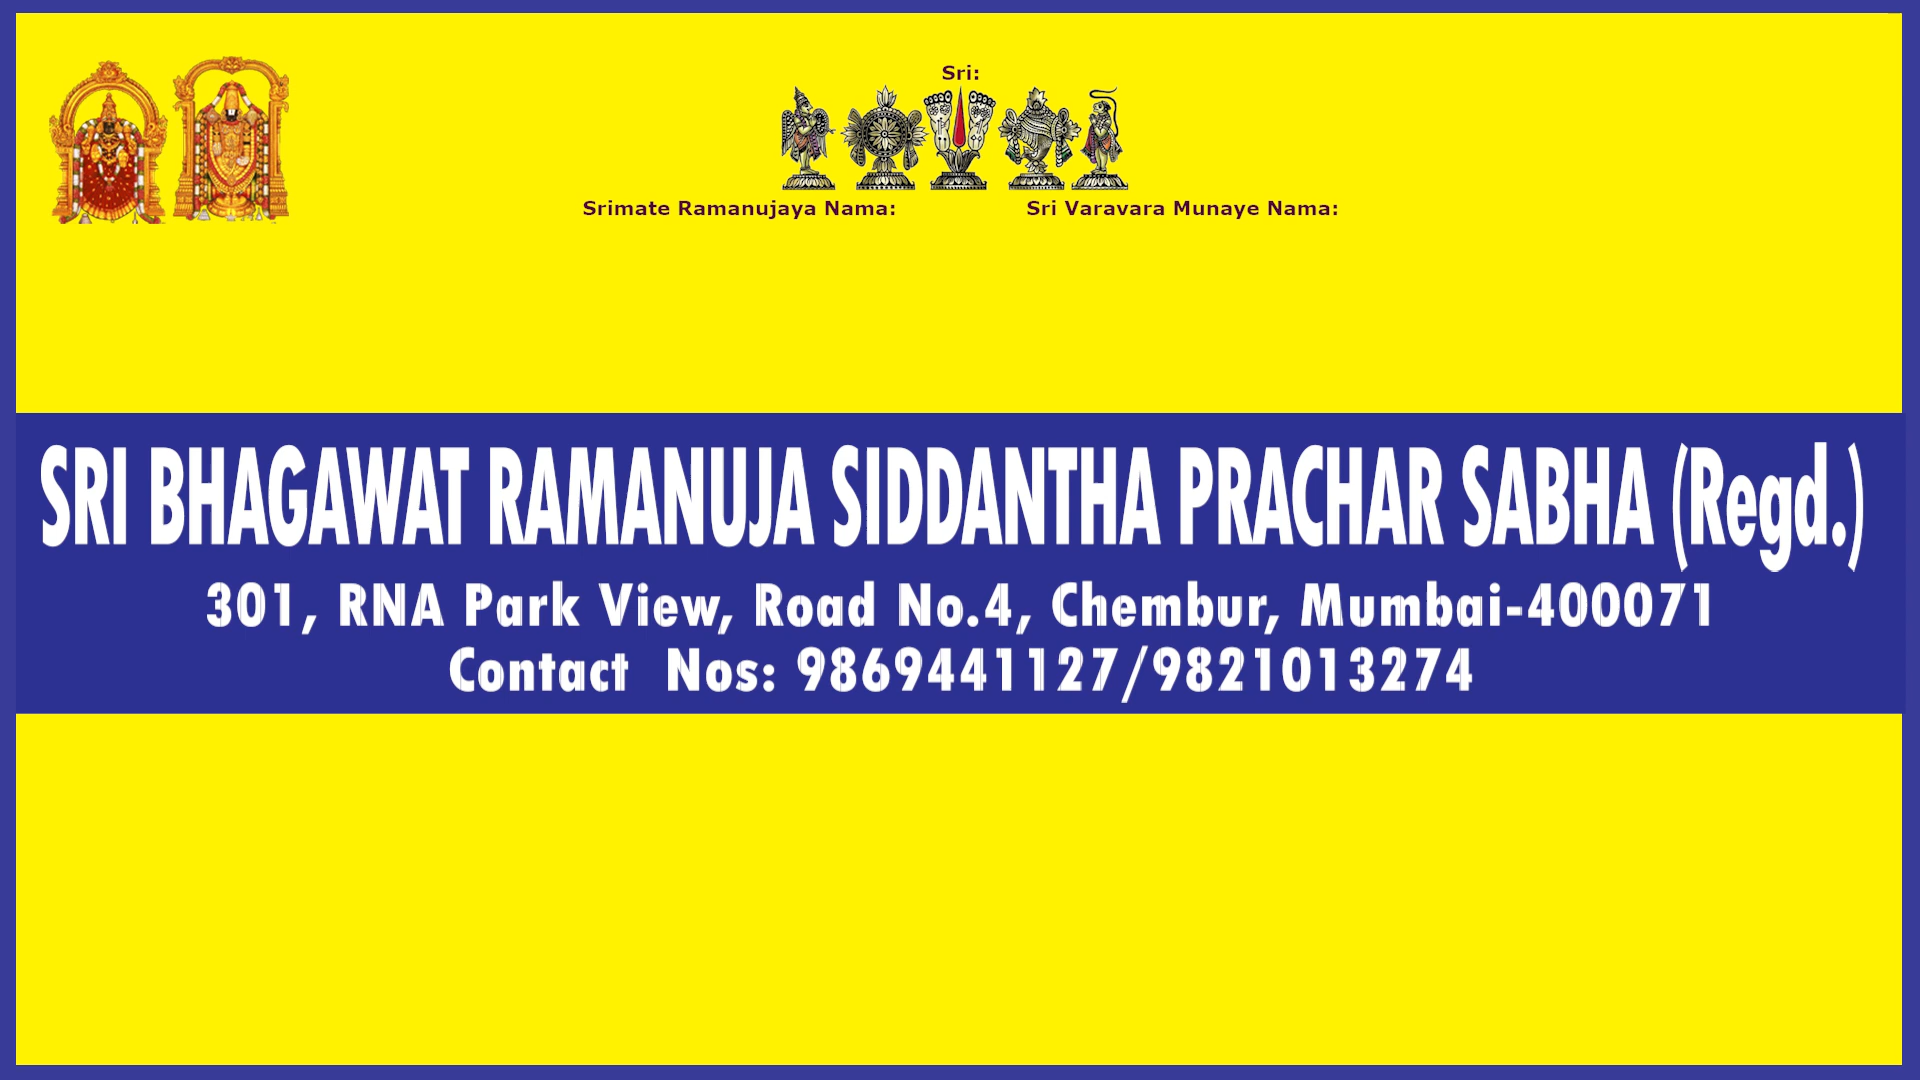 Sri:
Srimate Ramanujaya Nama: Sri Varavara Munaye Nama:
SRI BHAGAWAT RAMANUJA SIDDANTHA PRACHAR SABHA (Regd.)
301, RNA Park View, Road No.4, Chembur, Mumbai-400071
Contact Nos: 9869441127/9821013274